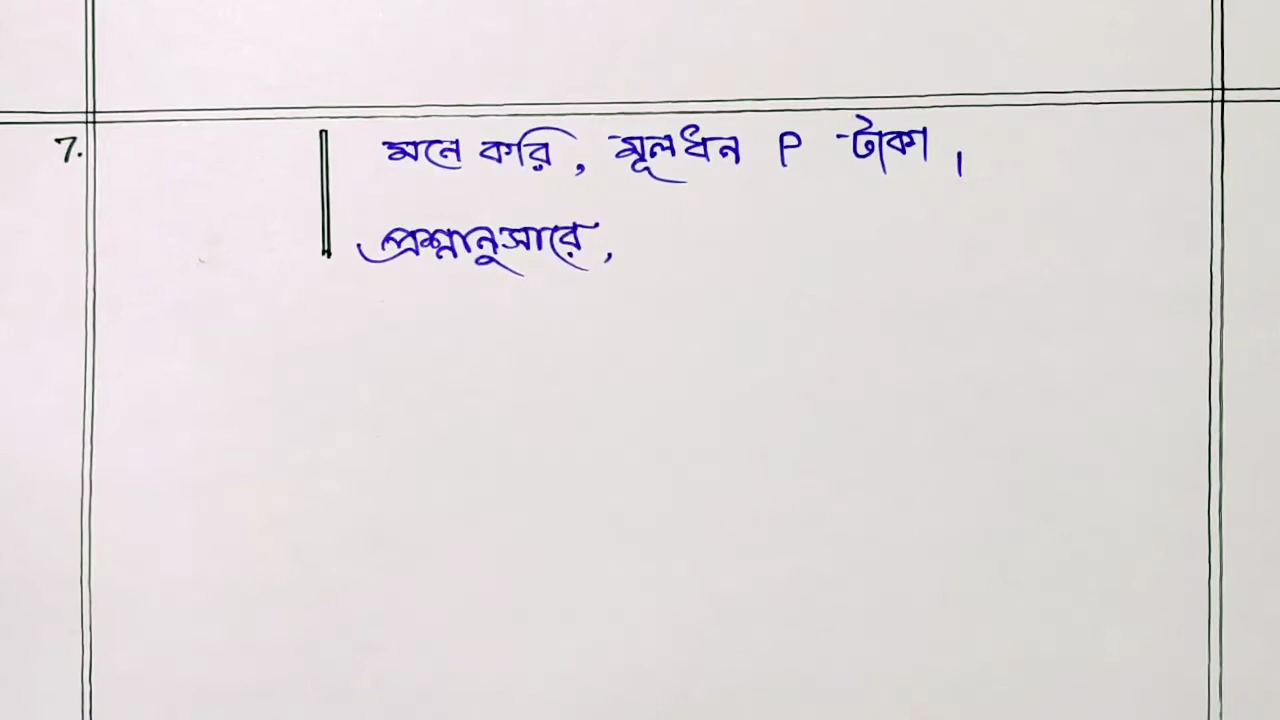 7. মনে করি, মূলধন P টাকা ।
প্রশ্নানুসারে,